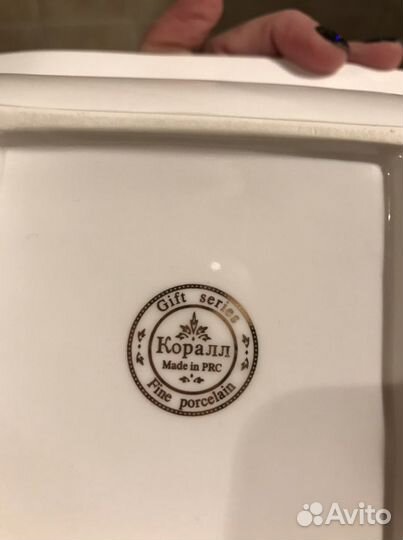 Gift series
Коралл
Made in PRC
Fine porcelain
Avito